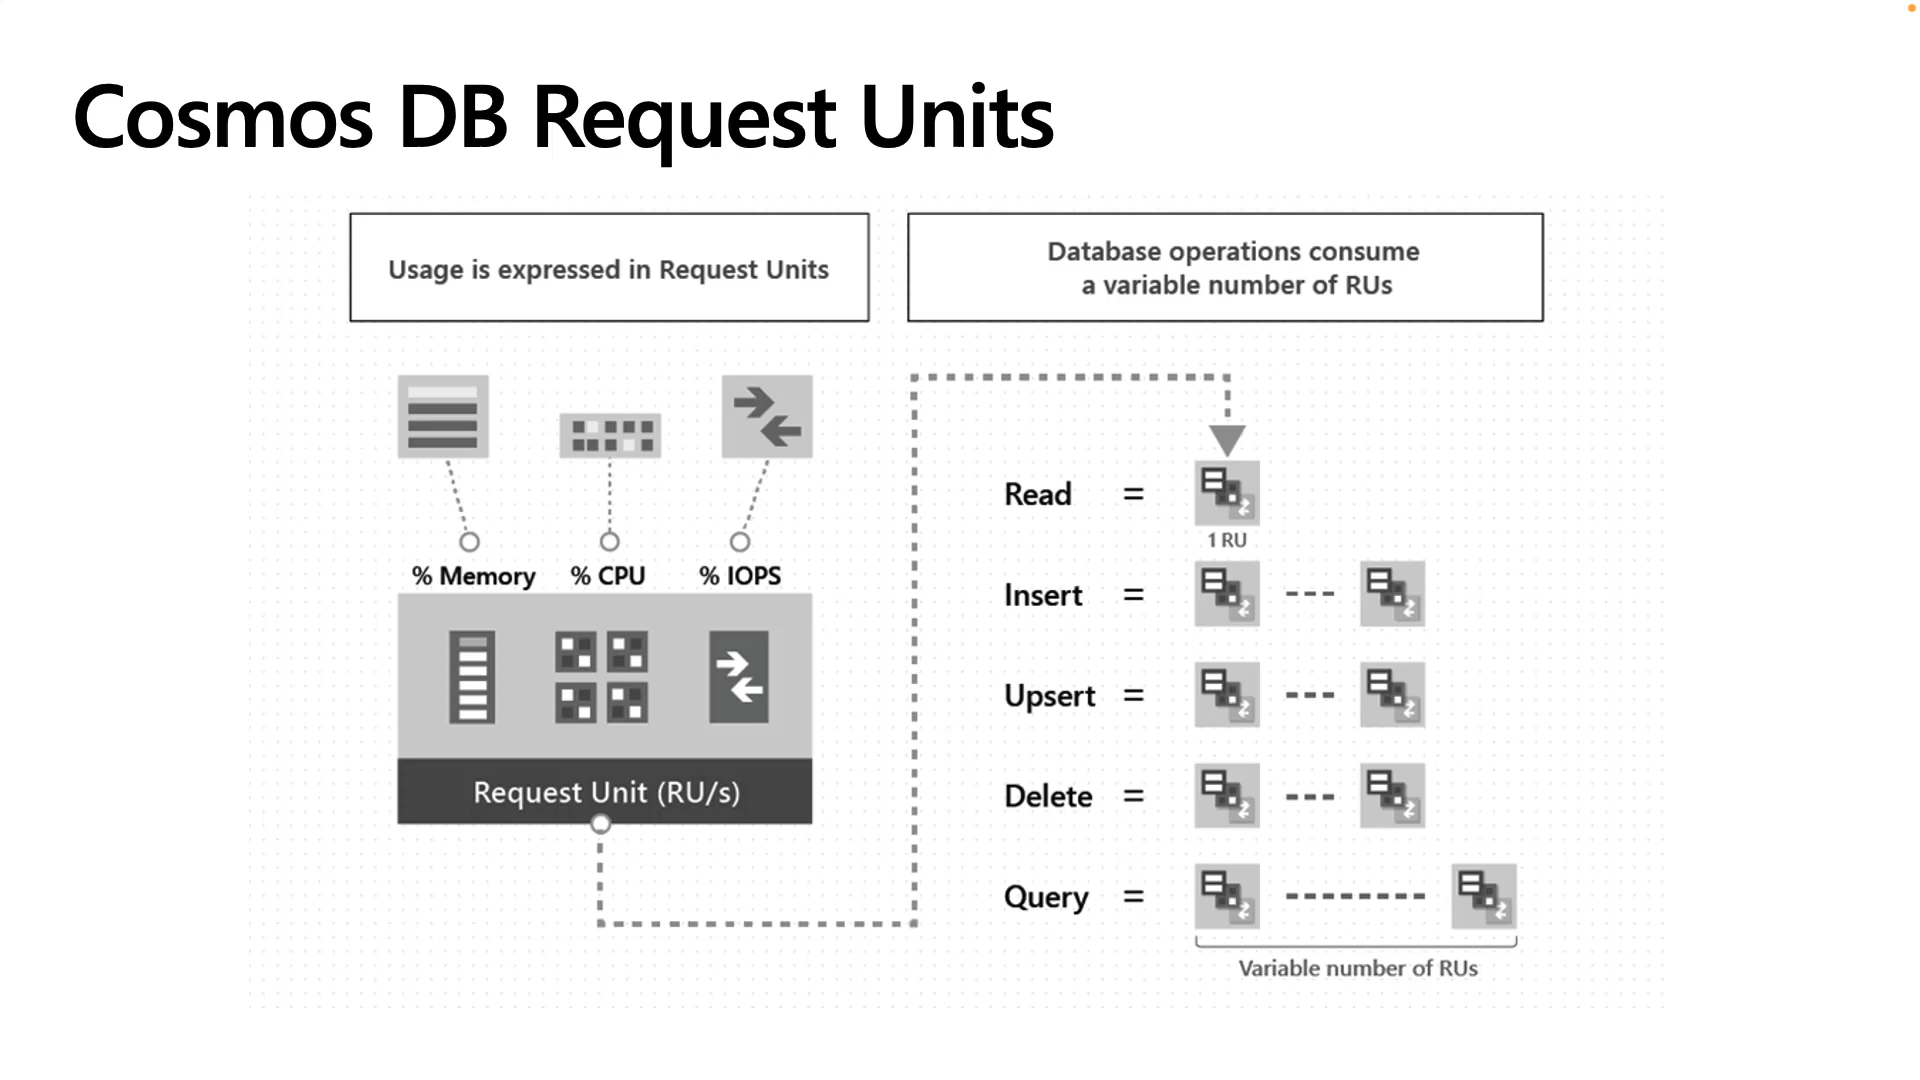 Cosmos DB Request Units
Usage is expressed in Request Units
% Memory
% CPU
% IOPS
Request Unit (RU/s)
Database operations consume
a variable number of RUs
Read =
1 RU
Insert =
Upsert =
Delete =
Query =
Variable number of RUs